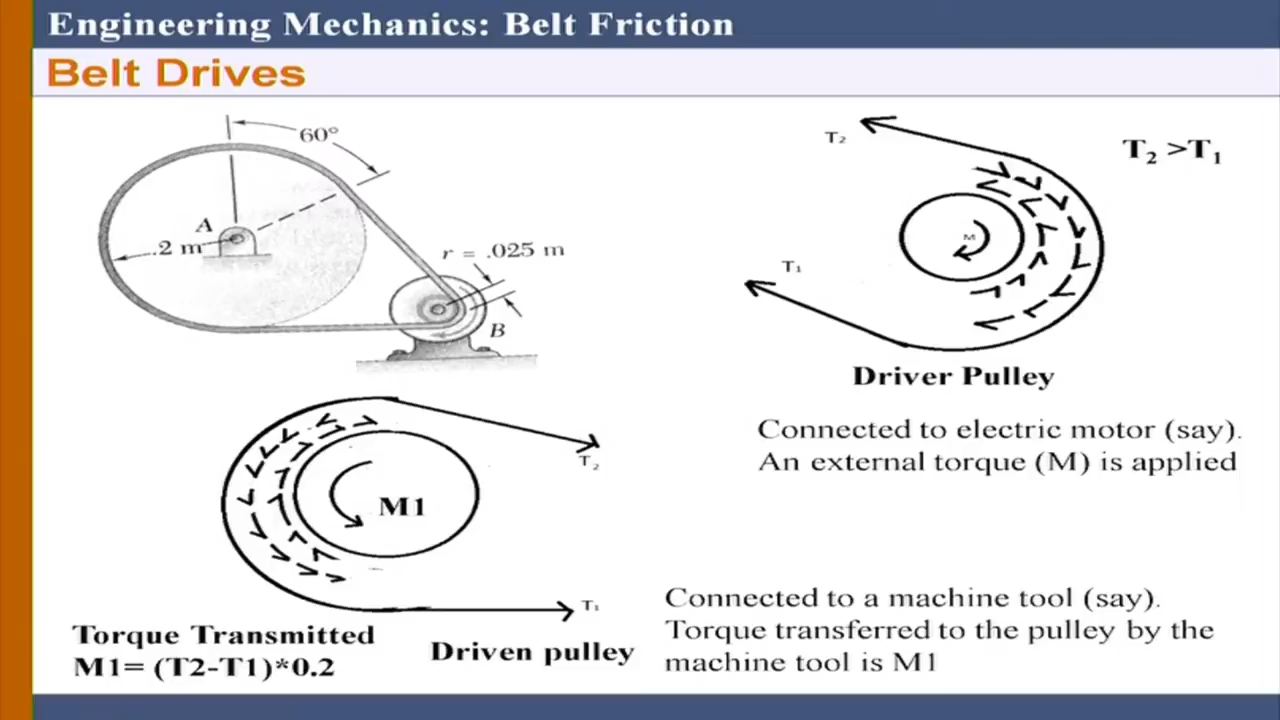 Engineering Mechanics: Belt Friction
Belt Drives
60°
A
.2 m
r = .025 m
B
T₂
T₂ >T₁
M
T₁
Driver Pulley
Connected to electric motor (say).
An external torque (M) is applied
T₂
M1
T₁
Torque Transmitted
M1= (T2-T1)*0.2
Driven pulley
Connected to a machine tool (say).
Torque transferred to the pulley by the
machine tool is M1